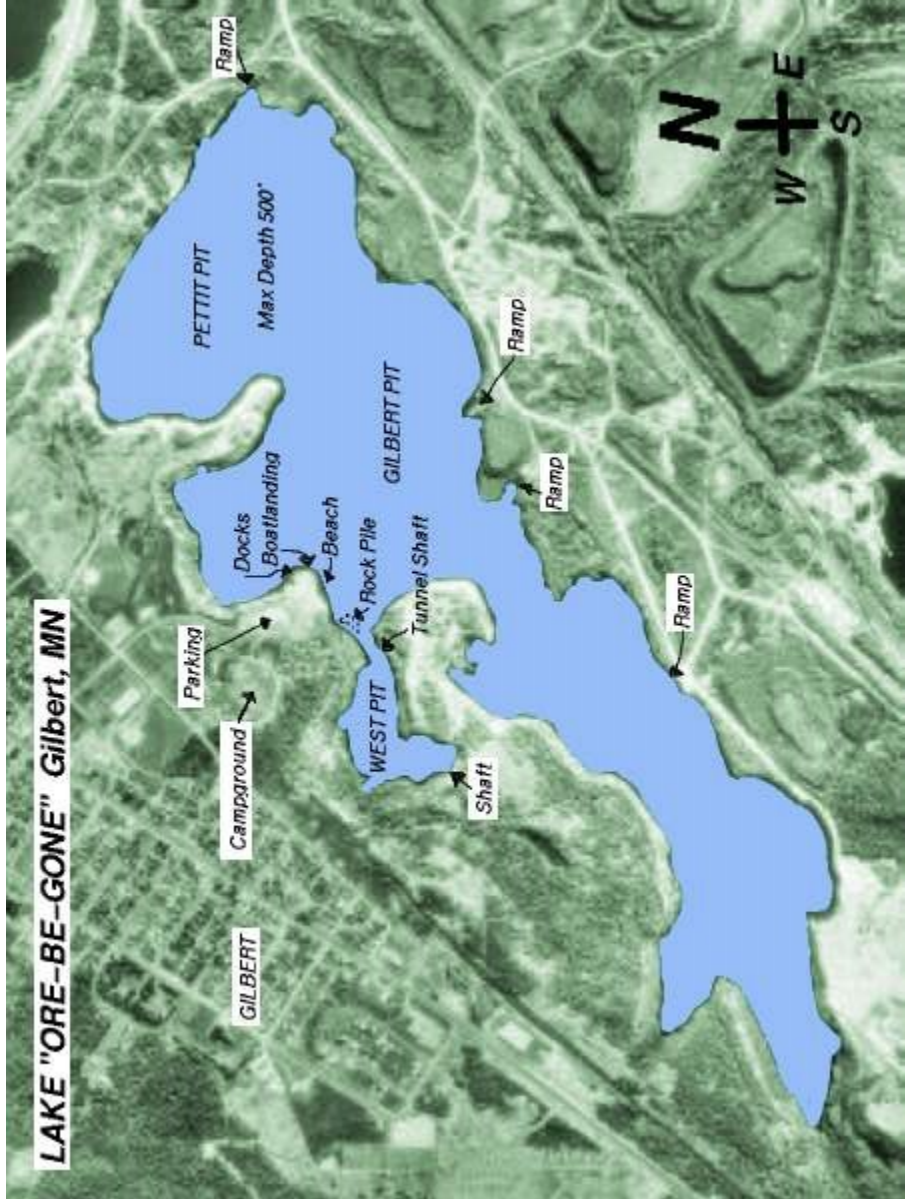 LAKE "ORE-BE-GONE" Gilbert, MN
Ramp
PETTIT PIT
Max Depth 500'
Docks
Boatlanding
Beach
Rock Pile
Tunnel Shaft
GILBERT PIT
Parking
Campground
WEST PIT
Shaft
GILBERT
Ramp
Ramp
Ramp
N
W
E
S